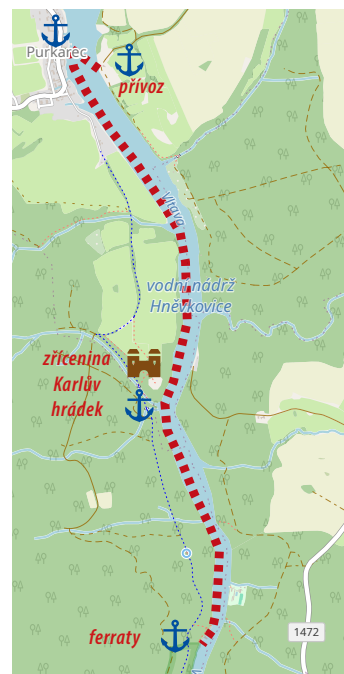 Purkarec
přívoz
Vltava
vodní nádrž
Hněvkovice
zřícenina
Karlův
hrádek
ferraty
1472